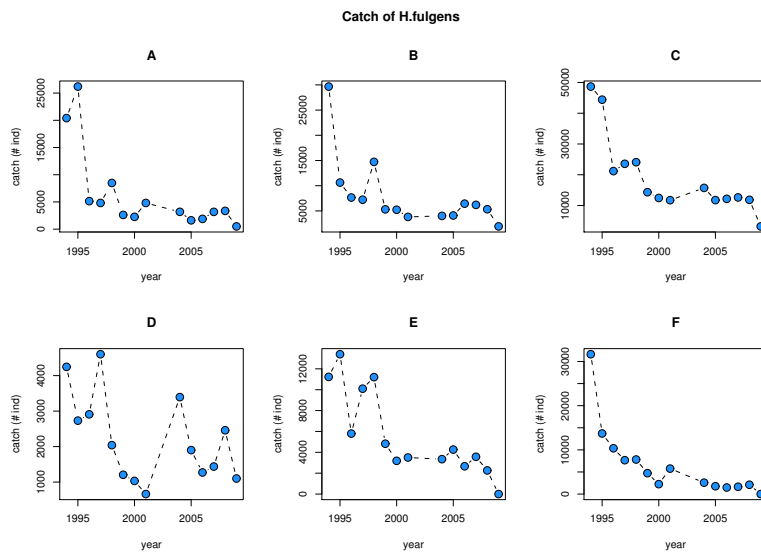 Catch of H.fulgens
A
B
C
25000
15000
5000
0
catch (# ind)
1995
2000
2005
year
25000
15000
5000
catch (# ind)
1995
2000
2005
year
50000
30000
10000
catch (# ind)
1995
2000
2005
year
D
E
F
4000
3000
2000
1000
catch (# ind)
1995
2000
2005
year
12000
8000
4000
0
catch (# ind)
1995
2000
2005
year
30000
20000
10000
0
catch (# ind)
1995
2000
2005
year